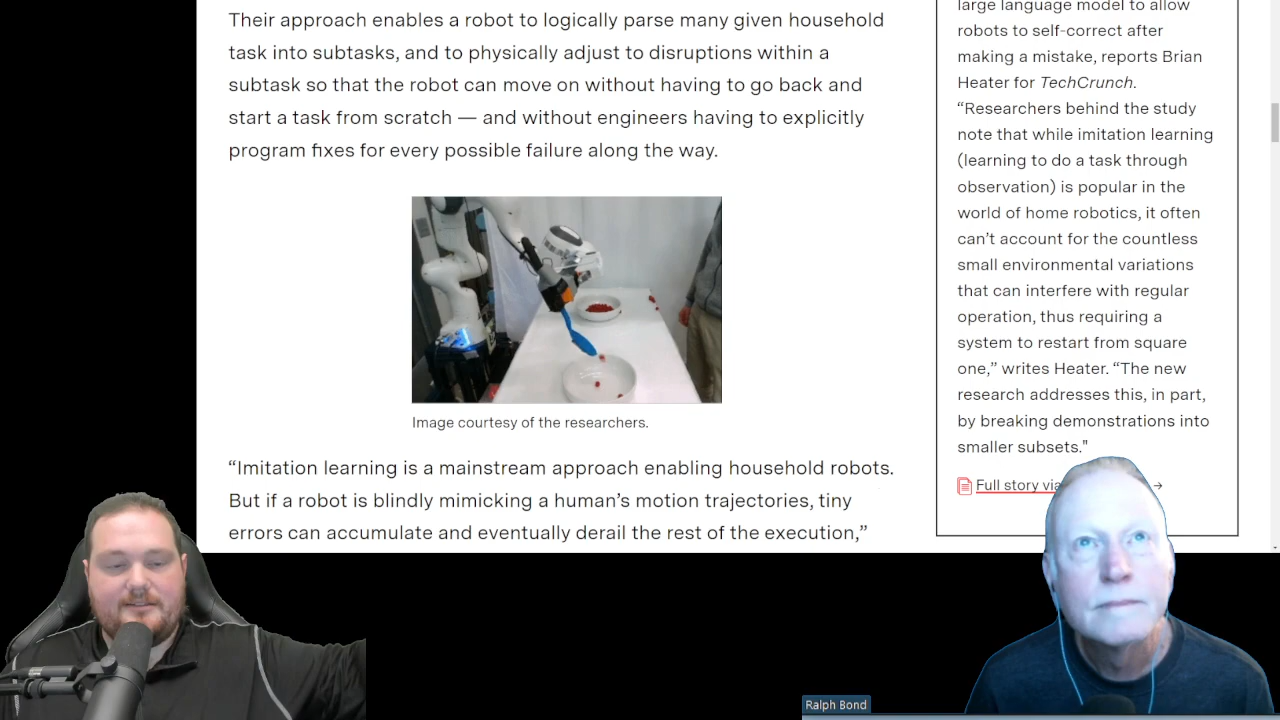 Their approach enables a robot to logically parse many given household
task into subtasks, and to physically adjust to disruptions within a
subtask so that the robot can move on without having to go back and
start a task from scratch — and without engineers having to explicitly
program fixes for every possible failure along the way.
Image courtesy of the researchers.
“Imitation learning is a mainstream approach enabling household robots.
But if a robot is blindly mimicking a human’s motion trajectories, tiny
errors can accumulate and eventually derail the rest of the execution,”
large language model to allow
robots to self-correct after
making a mistake, reports Brian
Heater for TechCrunch.
“Researchers behind the study
note that while imitation learning
(learning to do a task through
observation) is popular in the
world of home robotics, it often
can’t account for the countless
small environmental variations
that can interfere with regular
operation, thus requiring a
system to restart from square
one,” writes Heater. “The new
research addresses this, in part,
by breaking demonstrations into
smaller subsets."
Full story via →
Ralph Bond